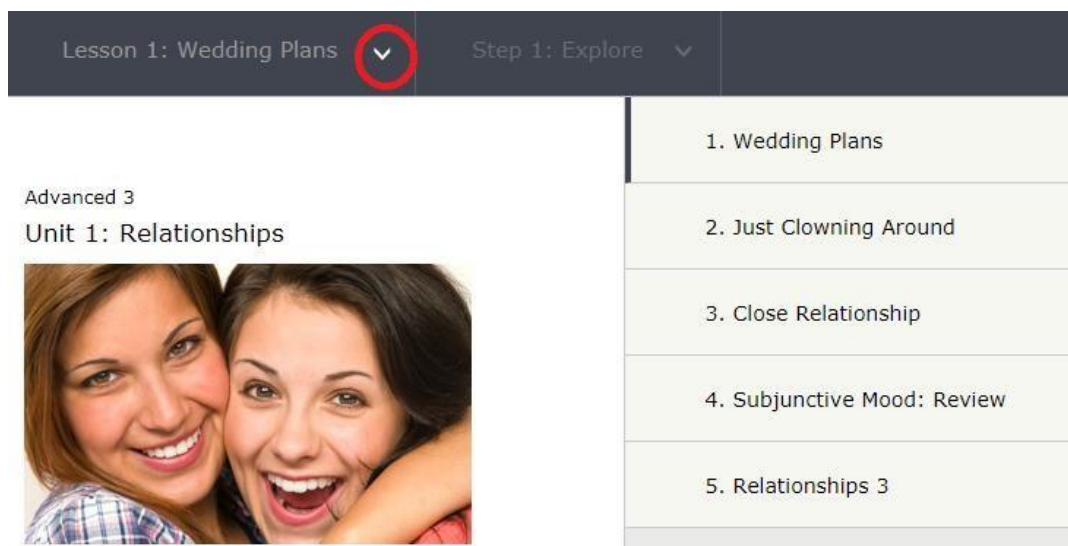 Lesson 1: Wedding Plans
Step 1: Explore
Advanced 3
Unit 1: Relationships
1. Wedding Plans
2. Just Clowning Around
3. Close Relationship
4. Subjunctive Mood: Review
5. Relationships 3